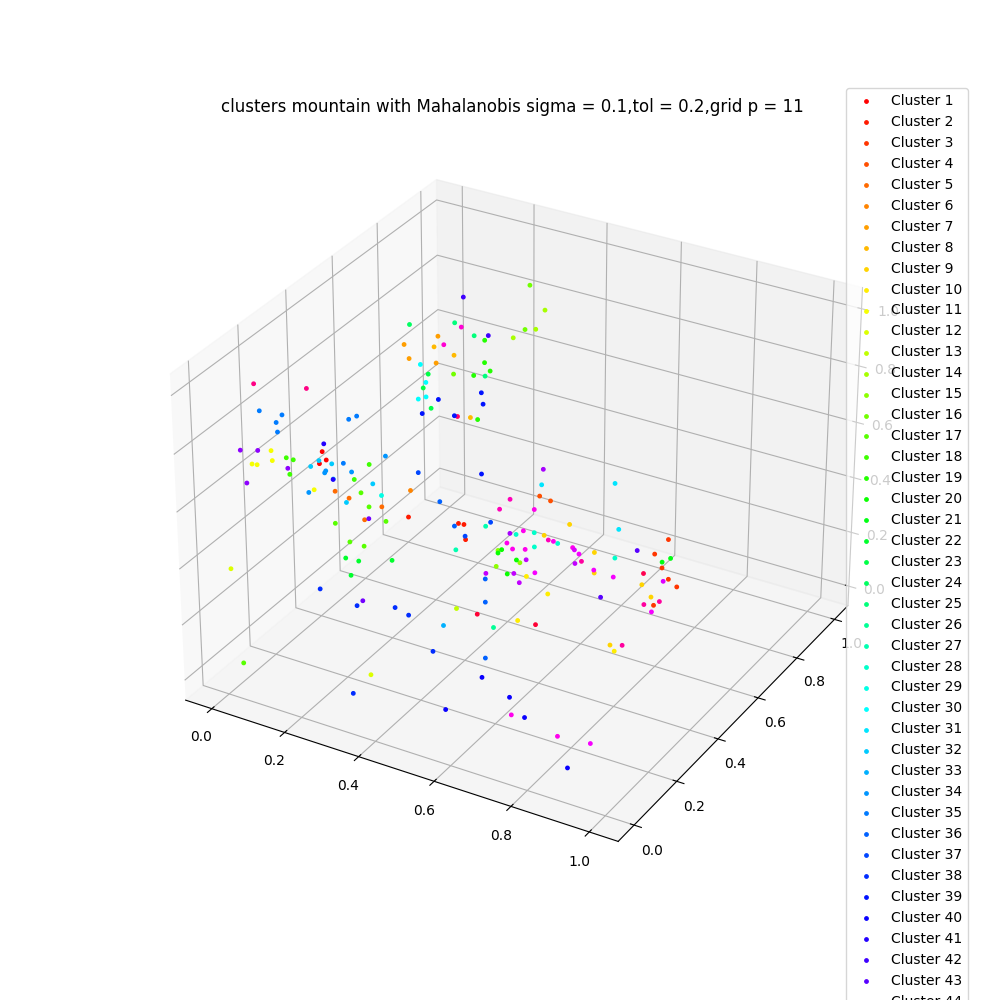 clusters mountain with Mahalanobis sigma = 0.1,tol = 0.2,grid p = 11
Cluster 1
Cluster 2
Cluster 3
Cluster 4
Cluster 5
Cluster 6
Cluster 7
Cluster 8
Cluster 9
Cluster 10
Cluster 11
Cluster 12
Cluster 13
Cluster 14
Cluster 15
Cluster 16
Cluster 17
Cluster 18
Cluster 19
Cluster 20
Cluster 21
Cluster 22
Cluster 23
Cluster 24
Cluster 25
Cluster 26
Cluster 27
Cluster 28
Cluster 29
Cluster 30
Cluster 31
Cluster 32
Cluster 33
Cluster 34
Cluster 35
Cluster 36
Cluster 37
Cluster 38
Cluster 39
Cluster 40
Cluster 41
Cluster 42
Cluster 43
Cluster 44
1.0
0.8
0.6
0.4
0.2
0.0
0.0
0.2
0.4
0.6
0.8
1.0
0.0
0.2
0.4
0.6
0.8
1.0